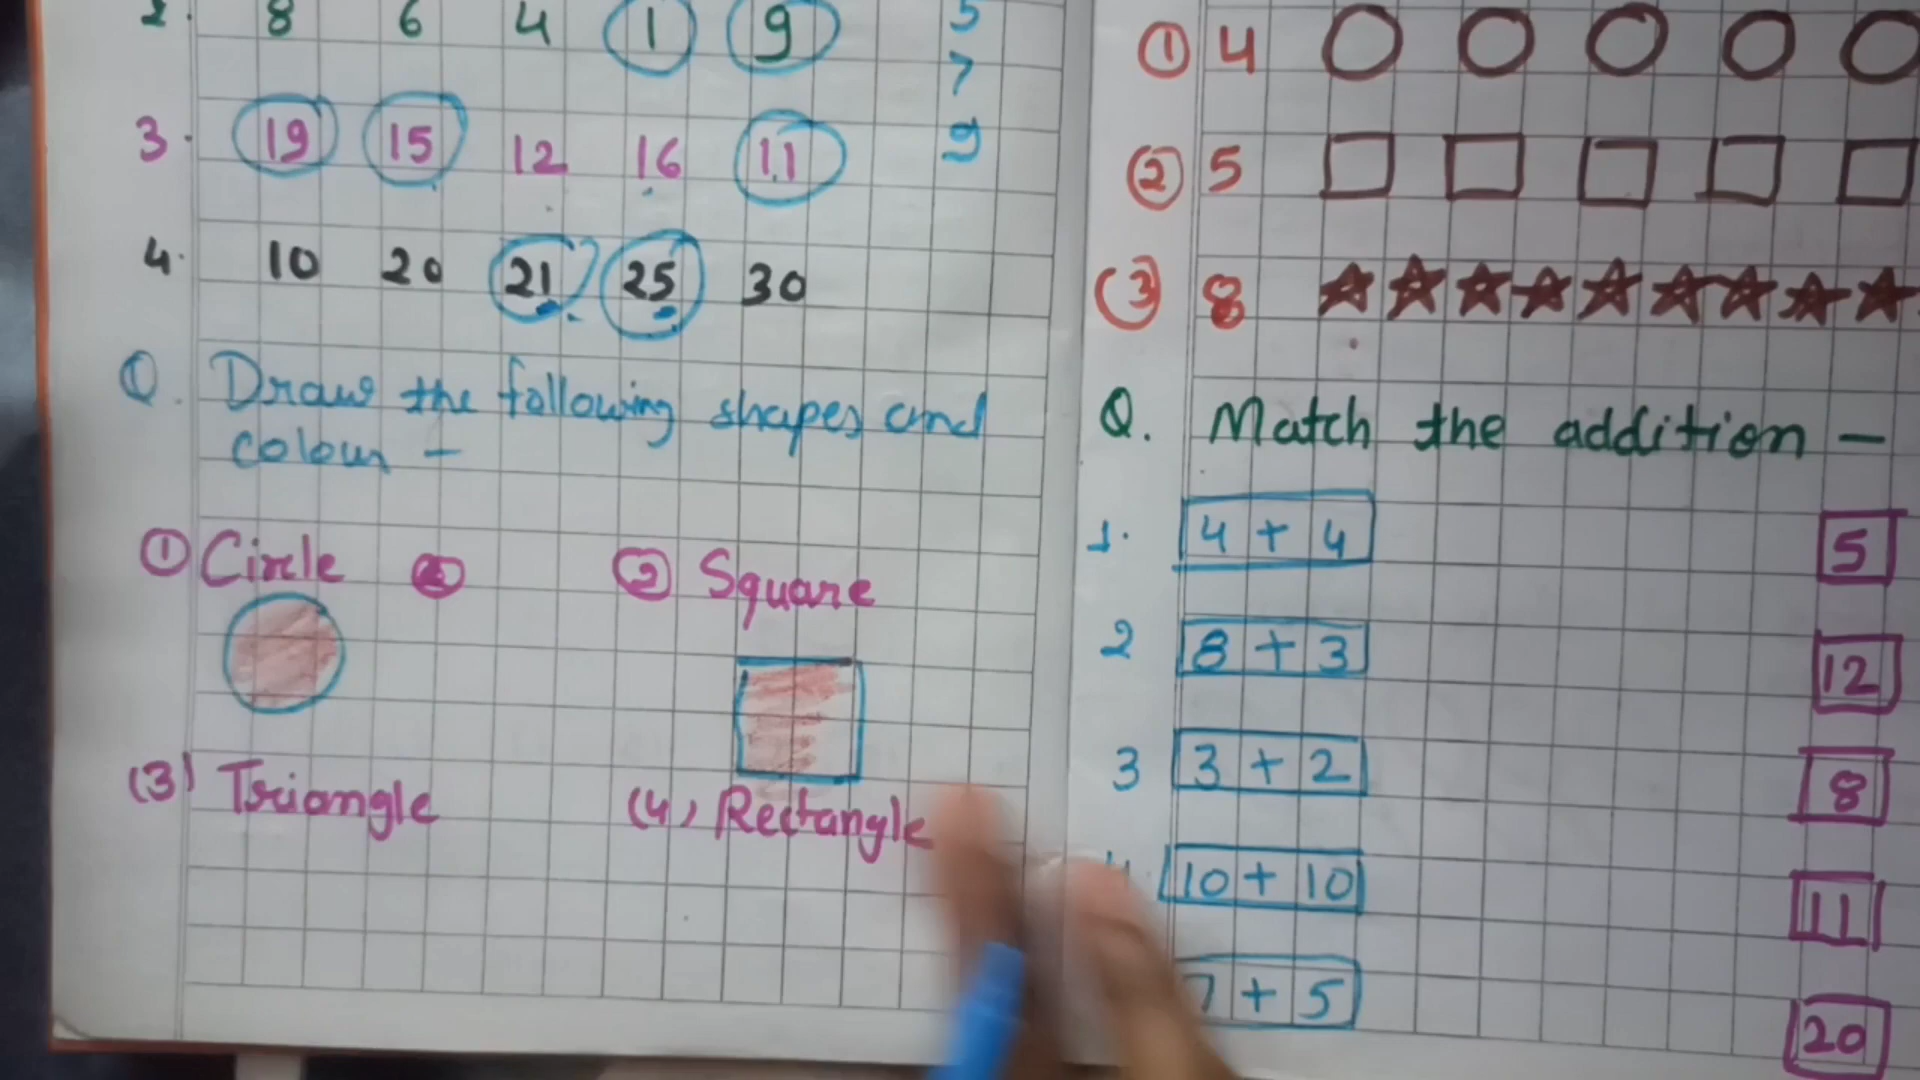 2. 8 6 4 1 9 5
7
3. 19 15 12 16 11 9
4. 10 20 21 25 30
Q. Draw the following shapes and
colour -
① Circle ② Square
(3) Triangle (4) Rectangle
① 4
② 5
③ 8
Q. Match the addition -
1. 4 + 4 5
2 8 + 3 12
3 3 + 2 8
10 + 10 11
7 + 5 20